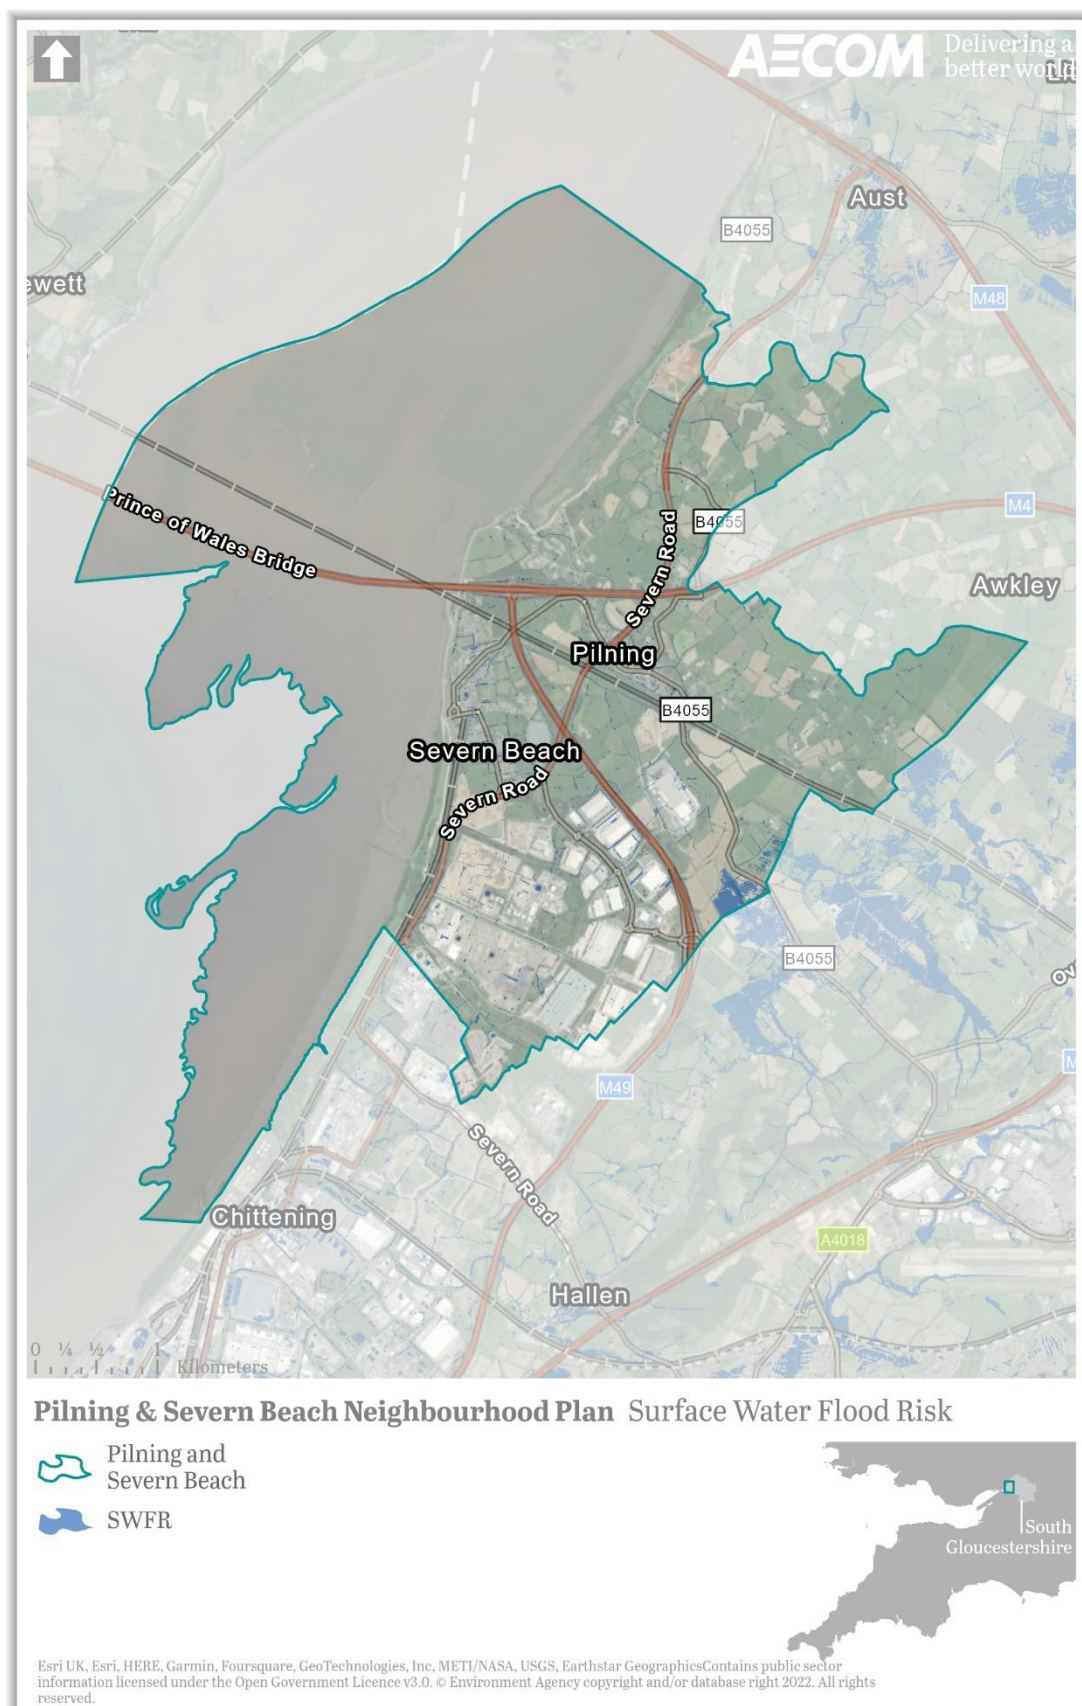 AECOM
Delivering a
better world
Aust
B4055
ewett
M48
Prince of Wales Bridge
M4
B4055
Severn Road
Awkley
Pilning
B4055
Severn Beach
Severn Road
B4055
M49
Severn Road
Chittening
A4018
Hallen
0 ¼ ½ 1
Kilometers
Pilning & Severn Beach Neighbourhood Plan Surface Water Flood Risk
Pilning and
Severn Beach
SWFR
South
Gloucestershire
Esri UK, Esri, HERE, Garmin, Foursquare, GeoTechnologies, Inc, METI/NASA, USGS, Earthstar GeographicsContains public sector
information licensed under the Open Government Licence v3.0. © Environment Agency copyright and/or database right 2022. All rights
reserved.